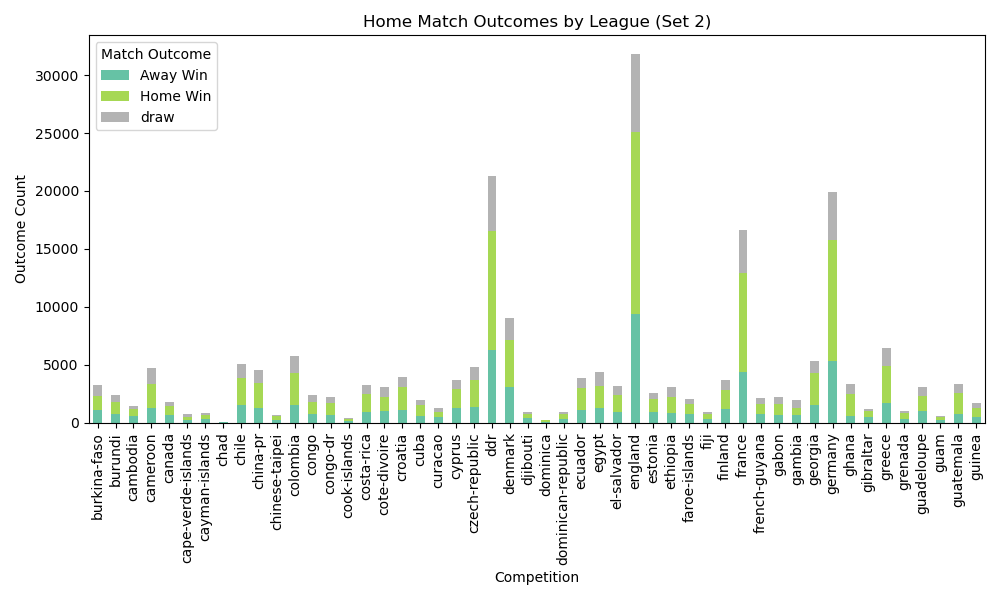 Home Match Outcomes by League (Set 2)
Match Outcome
Away Win
Home Win
draw
Outcome Count
30000
25000
20000
15000
10000
5000
0
burkina-faso
burundi
cambodia
cameroon
canada
cape-verde-islands
cayman-islands
chad
chile
china-pr
chinese-taipei
colombia
congo
congo-dr
cook-islands
costa-rica
cote-divoire
croatia
cuba
curacao
cyprus
czech-republic
ddr
denmark
djibouti
dominica
dominican-republic
ecuador
egypt
el-salvador
england
estonia
ethiopia
faroe-islands
fiji
finland
france
french-guyana
gabon
gambia
georgia
germany
ghana
gibraltar
greece
grenada
guadeloupe
guam
guatemala
guinea
Competition